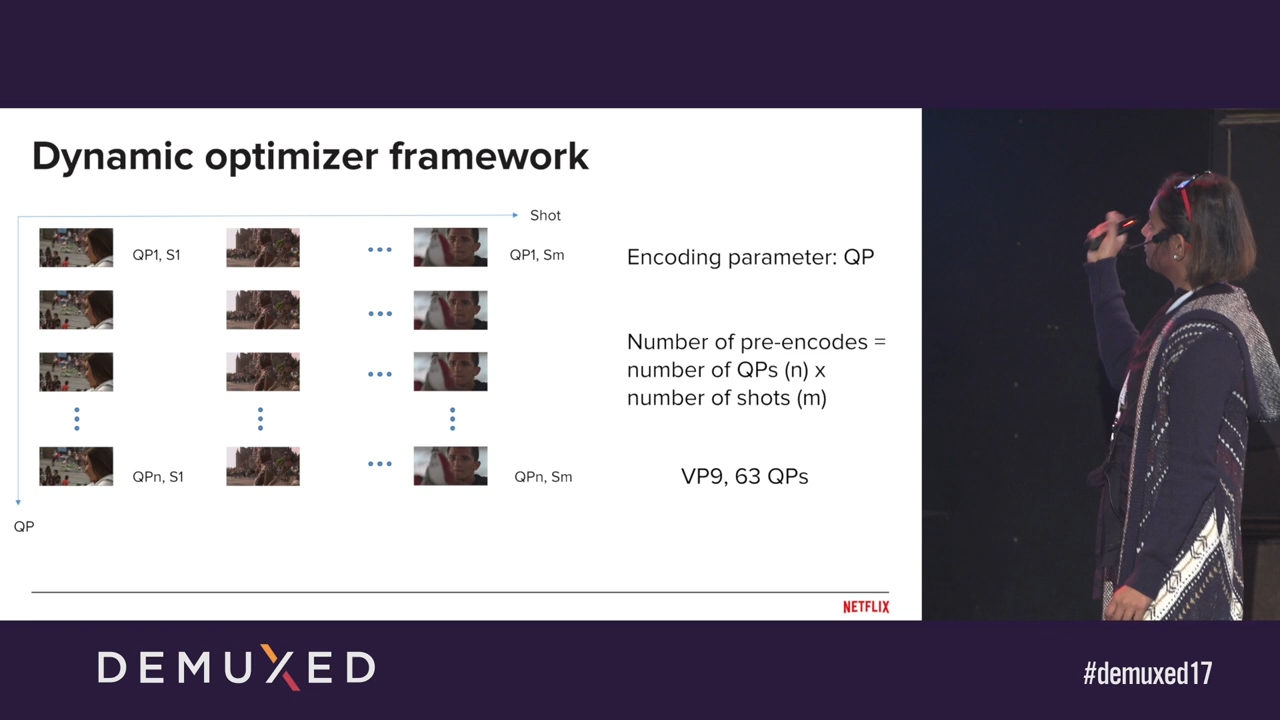 Dynamic optimizer framework
Shot
QP1, S1
QP1, Sm
Encoding parameter: QP
Number of pre-encodes =
number of QPs (n) x
number of shots (m)
QPn, S1
QPn, Sm
VP9, 63 QPs
QP
NETFLIX
DEMUXED
#demuxed17